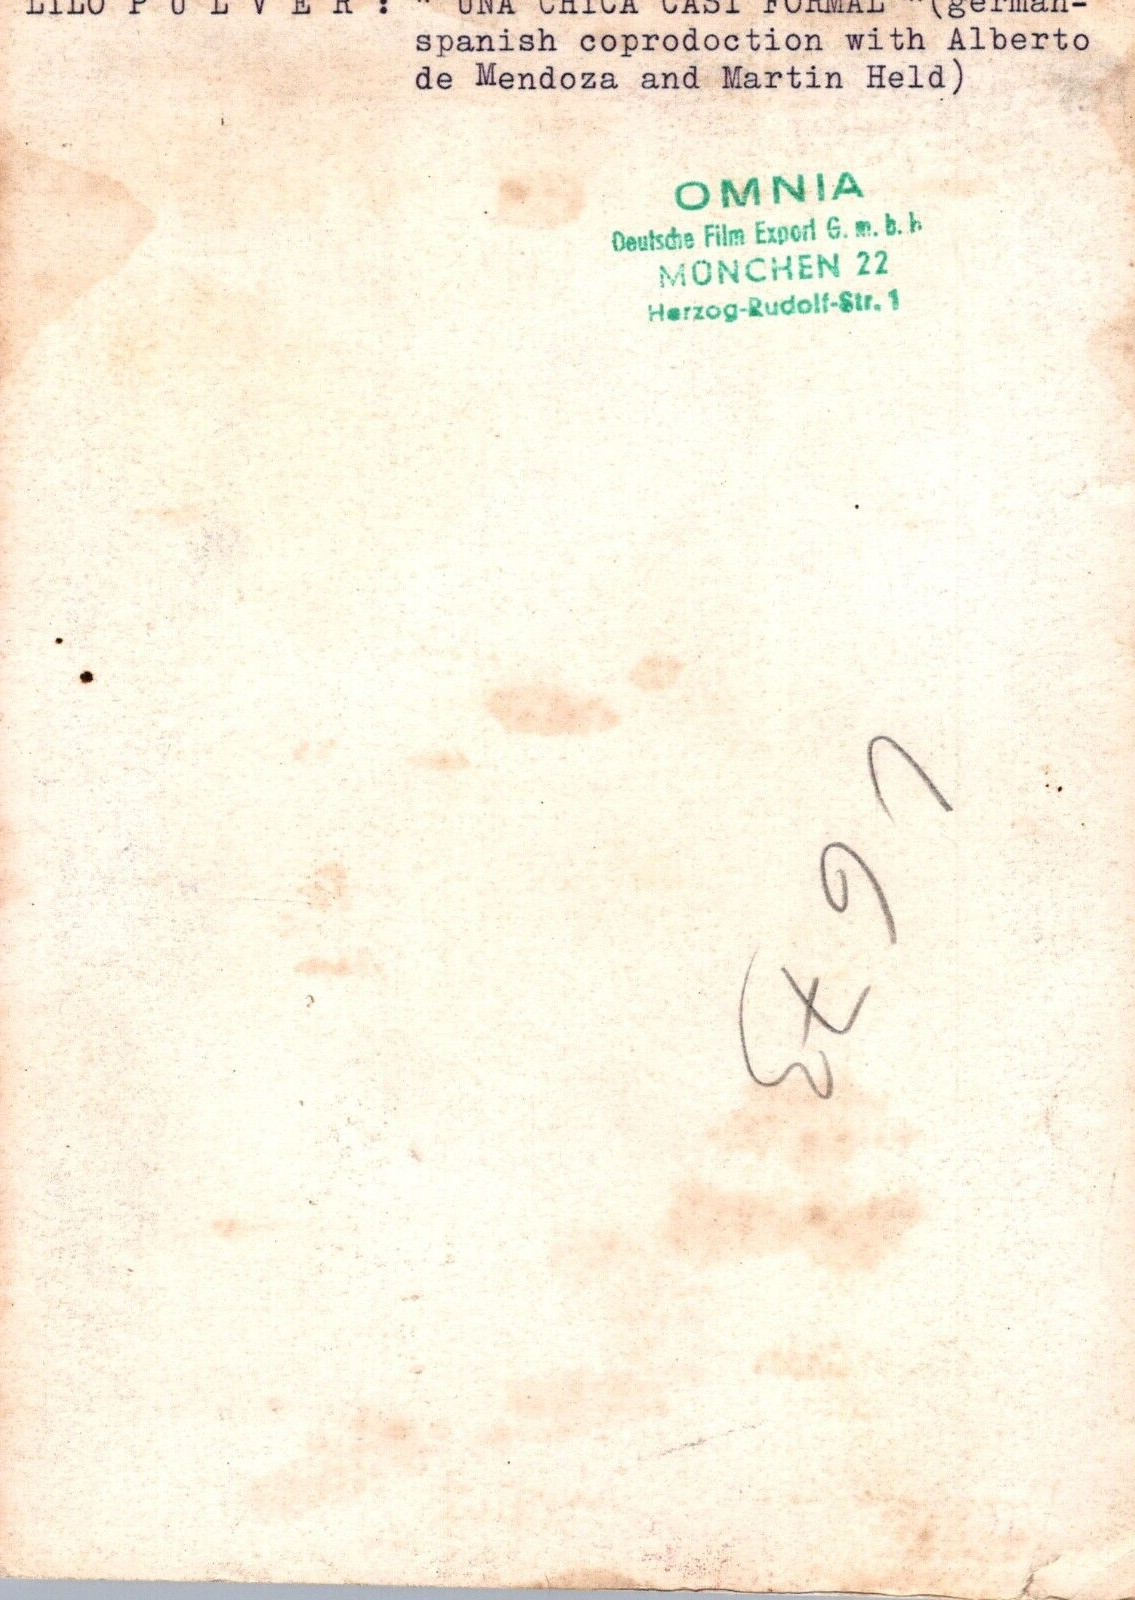 LILO P U L V E R : " UNA CHICA CASI FORMAL "(german-
spanish coprodoction with Alberto
de Mendoza and Martin Held)
OMNIA
Deutsche Film Export G. m. b. h
MÜNCHEN 22
Herzog-Rudolf-Str. 1